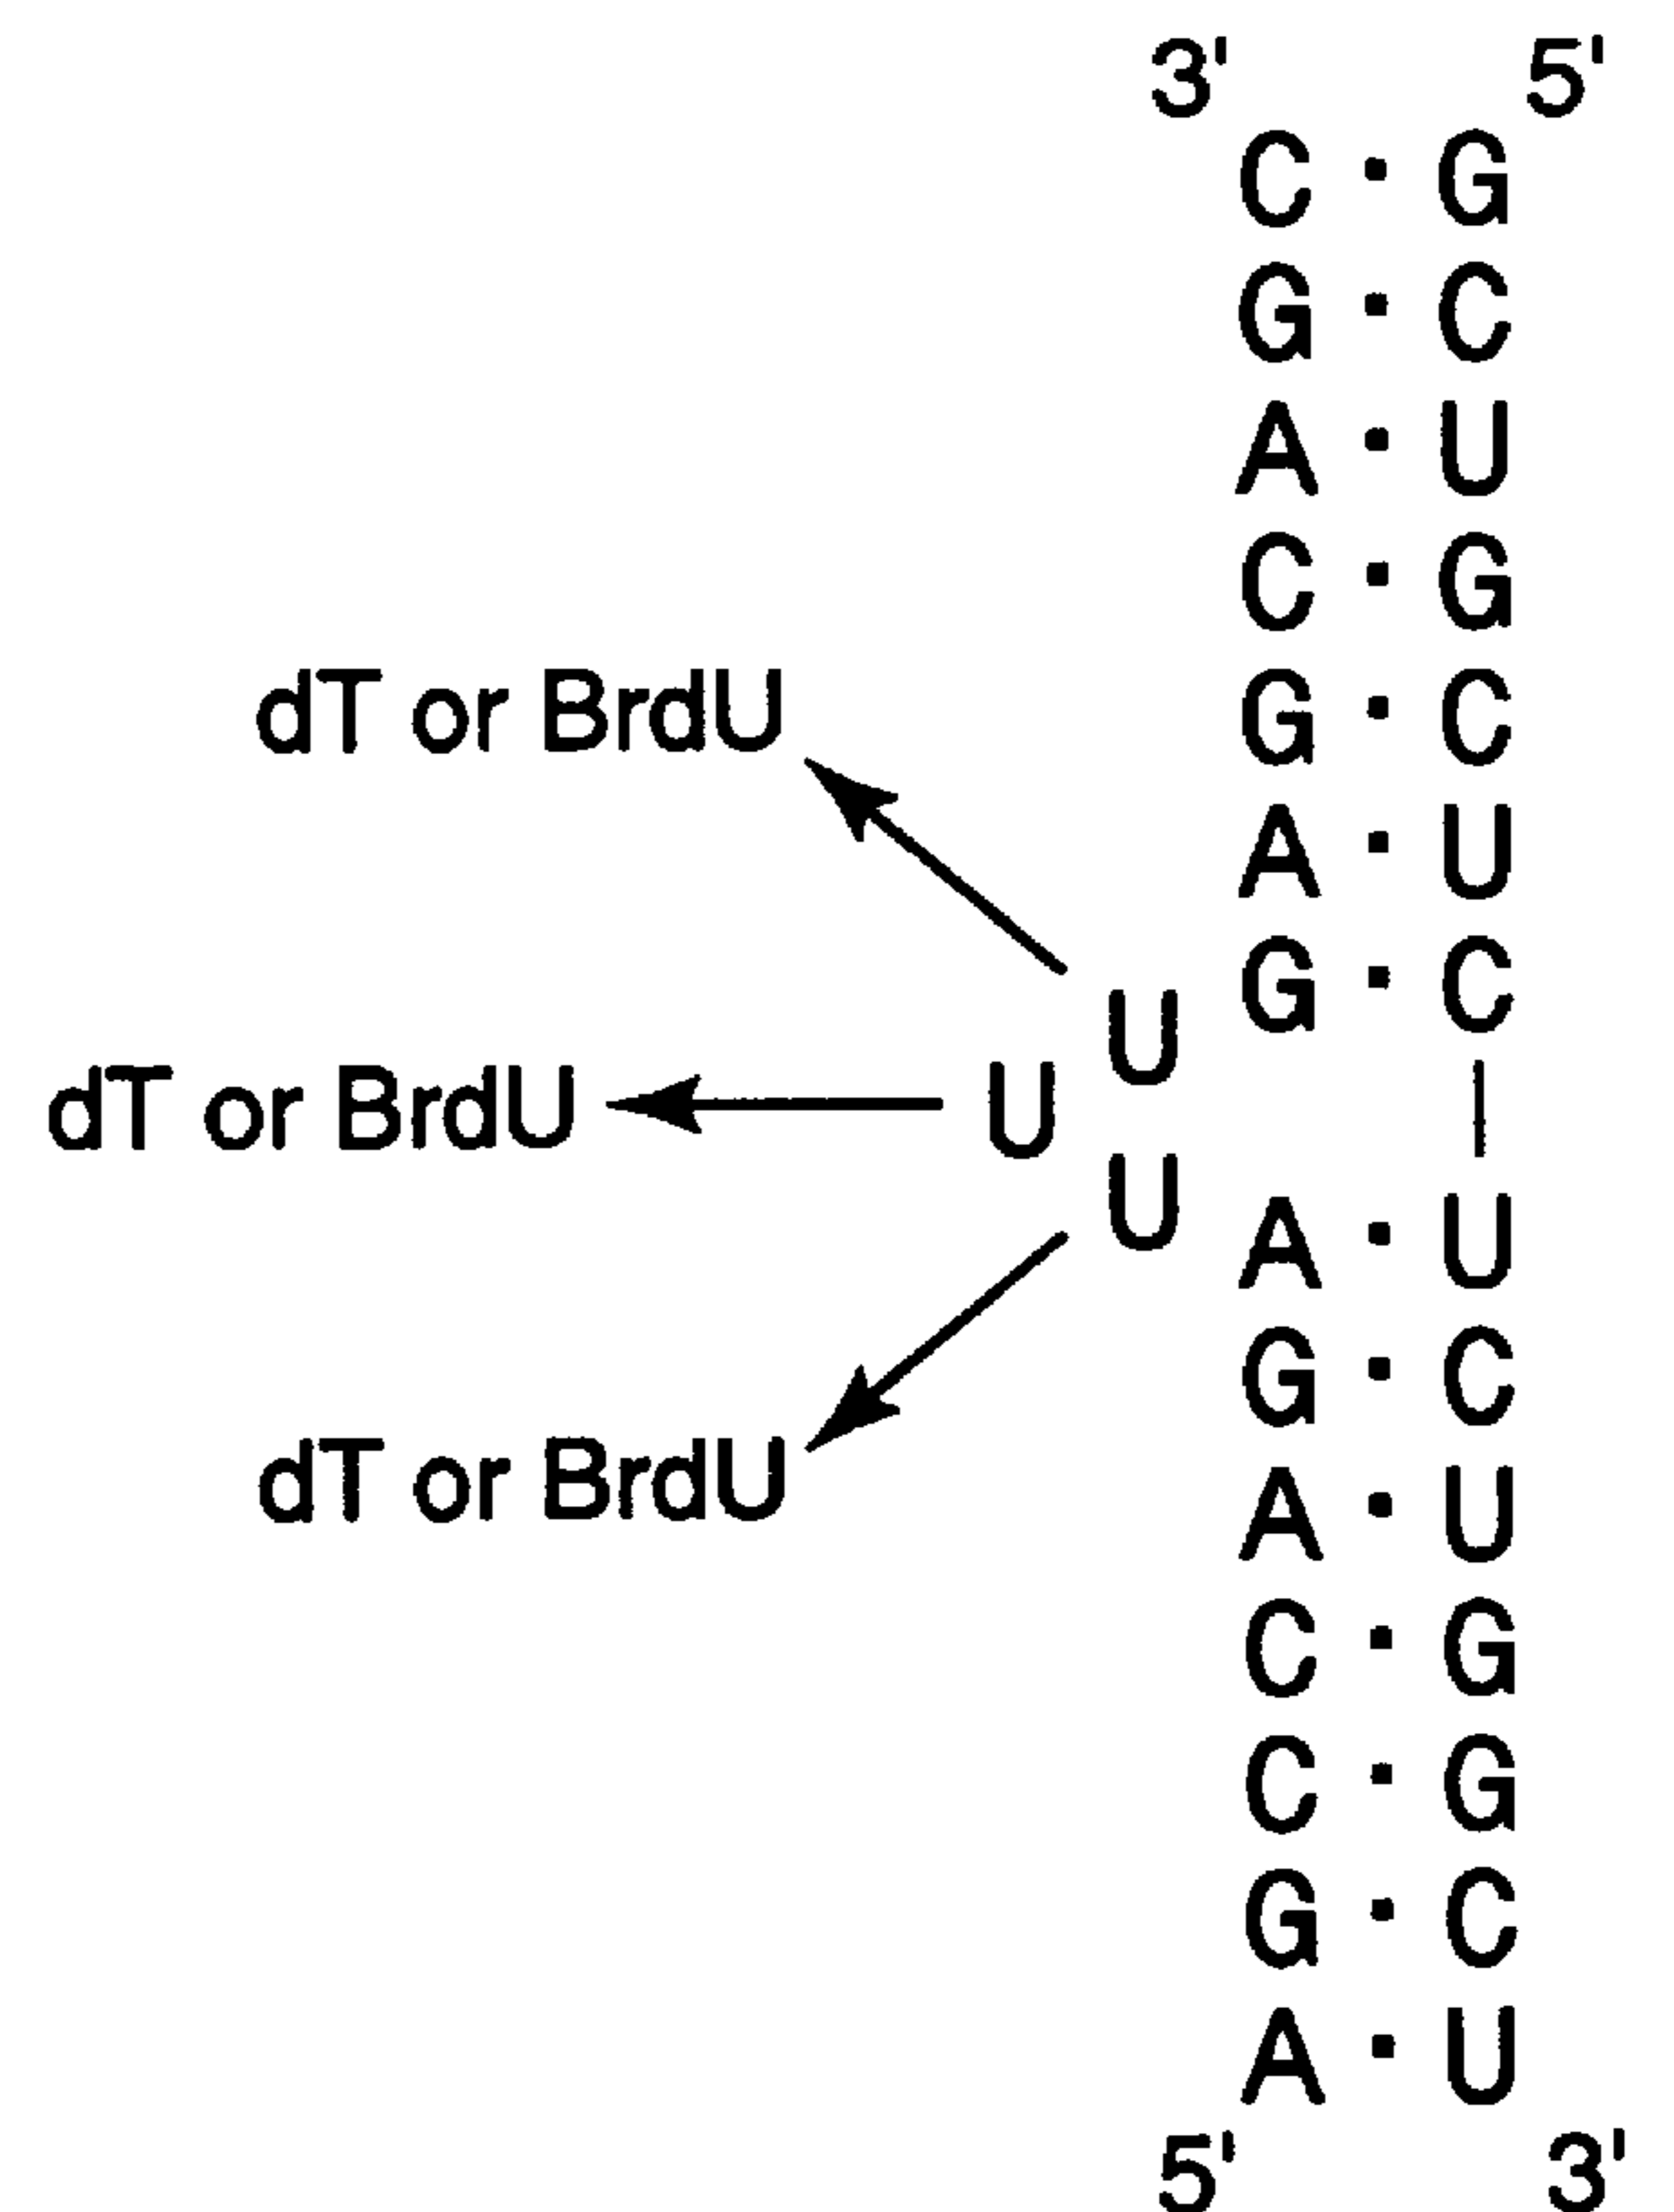 3' 5'
C · G
G · C
A · U
C · G
dT or BrdU G · C
A · U
G · C
U
dT or BrdU U
U
A · U
G · C
dT or BrdU A · U
C · G
C · G
G · C
A · U
5' 3'